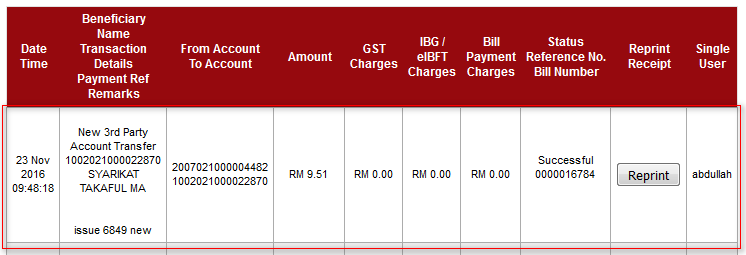 Date
Time
Beneficiary
Name
Transaction
Details
Payment Ref
Remarks
From Account
To Account
Amount
GST
Charges
IBG /
eIBFT
Charges
Bill
Payment
Charges
Status
Reference No.
Bill Number
Reprint
Receipt
Single
User
23 Nov
2016
09:48:18
New 3rd Party
Account Transfer
1002021000022870
SYARIKAT
TAKAFUL MA
issue 6849 new
2007021000004482
1002021000022870
RM 9.51
RM 0.00
RM 0.00
RM 0.00
Successful
0000016784
Reprint
abdullah